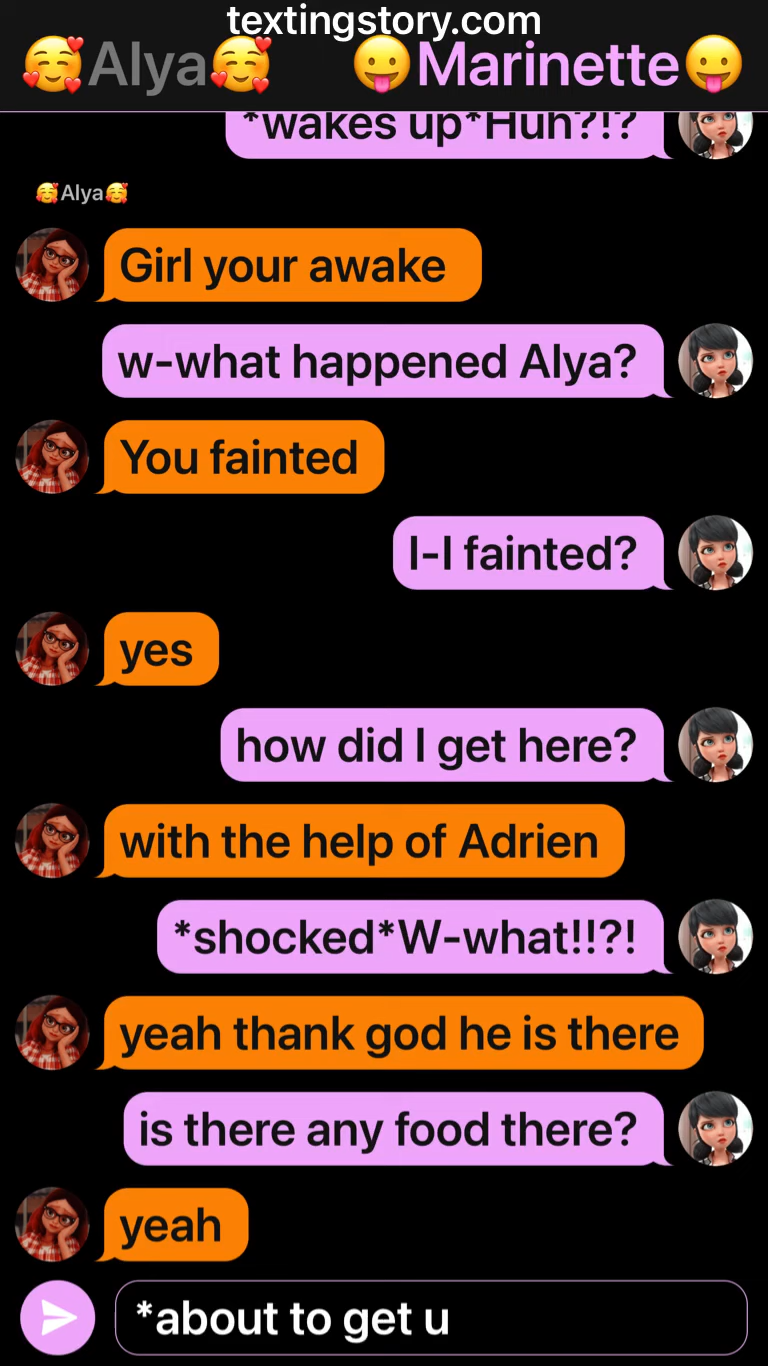 textingstory.com
🥰Alya🥰 😛Marinette😛
*wakes up*Huh?!?
🥰Alya🥰
Girl your awake
w-what happened Alya?
You fainted
I-I fainted?
yes
how did I get here?
with the help of Adrien
*shocked*W-what!!?!
yeah thank god he is there
is there any food there?
yeah
*about to get u